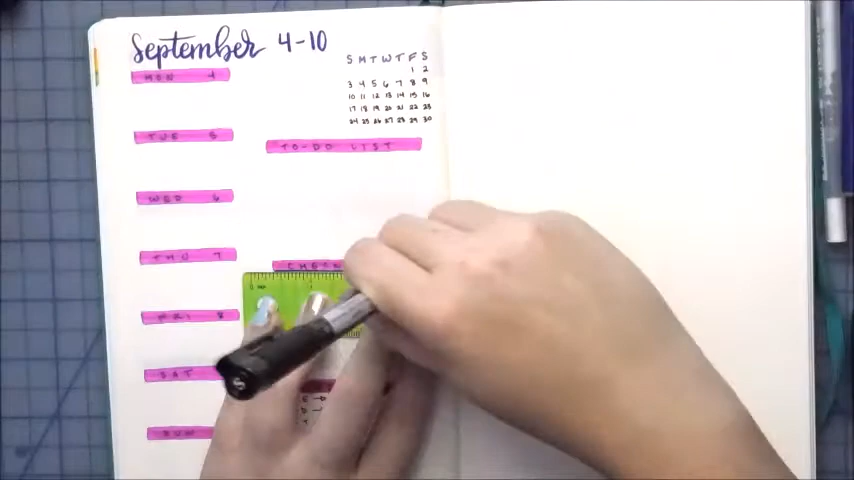 September 4-10
S M T W T F S
1 2
3 4 5 6 7 8 9
10 11 12 13 14 15 16
17 18 19 20 21 22 23
24 25 26 27 28 29 30
MON 4
TUE 5
TO-DO LIST
WED 6
THU 7
FRI 8
SAT
SUN
S